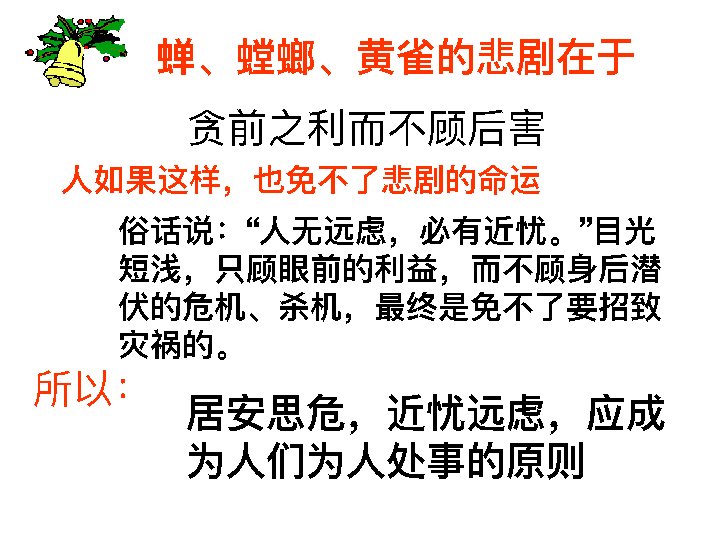 蝉、螳螂、黄雀的悲剧在于
贪前之利而不顾后害
人如果这样，也免不了悲剧的命运
俗话说：“人无远虑，必有近忧。”目光
短浅，只顾眼前的利益，而不顾身后潜
伏的危机、杀机，最终是免不了要招致
灾祸的。
所以：
居安思危，近忧远虑，应成
为人们为人处事的原则